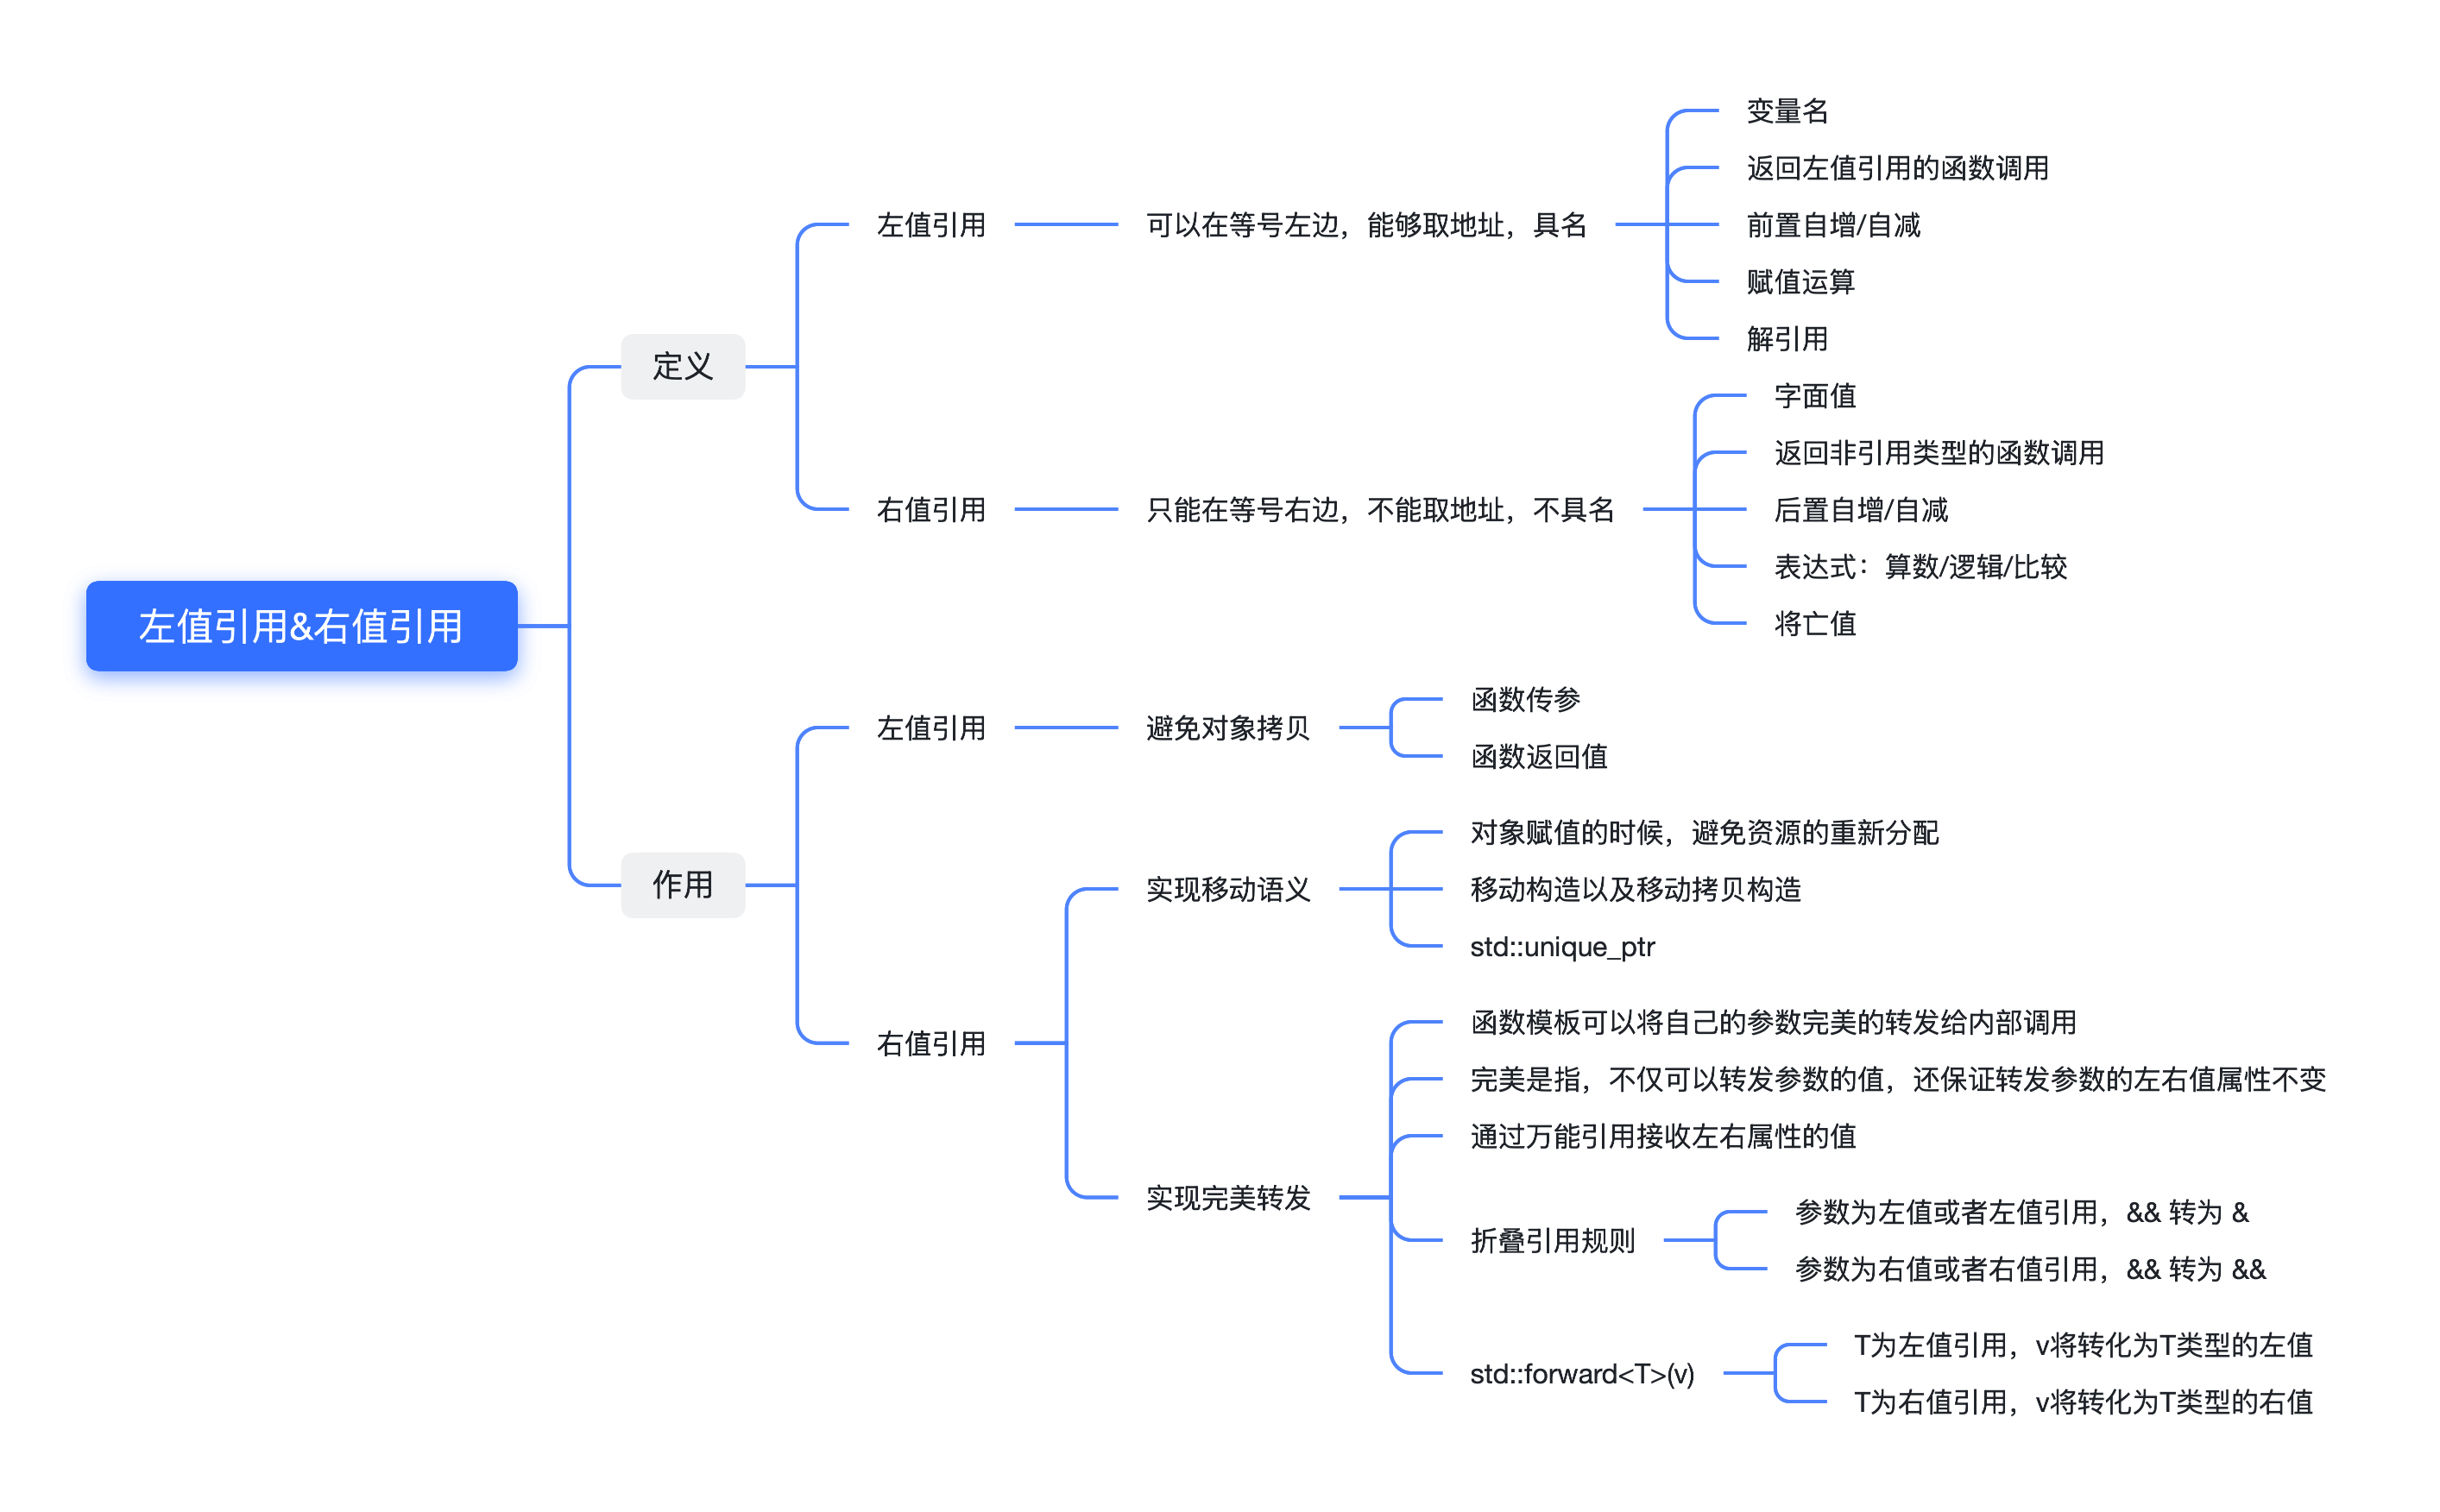 左值引用&右值引用
定义
左值引用
可以在等号左边，能够取地址，具名
变量名
返回左值引用的函数调用
前置自增/自减
赋值运算
解引用
右值引用
只能在等号右边，不能取地址，不具名
字面值
返回非引用类型的函数调用
后置自增/自减
表达式：算数/逻辑/比较
将亡值
作用
左值引用
避免对象拷贝
函数传参
函数返回值
右值引用
实现移动语义
对象赋值的时候，避免资源的重新分配
移动构造以及移动拷贝构造
std::unique_ptr
实现完美转发
函数模板可以将自己的参数完美的转发给内部调用
完美是指，不仅可以转发参数的值，还保证转发参数的左右值属性不变
通过万能引用接收左右属性的值
折叠引用规则
参数为左值或者左值引用，&& 转为 &
参数为右值或者右值引用，&& 转为 &&
std::forward<T>(v)
T为左值引用，v将转化为T类型的左值
T为右值引用，v将转化为T类型的右值